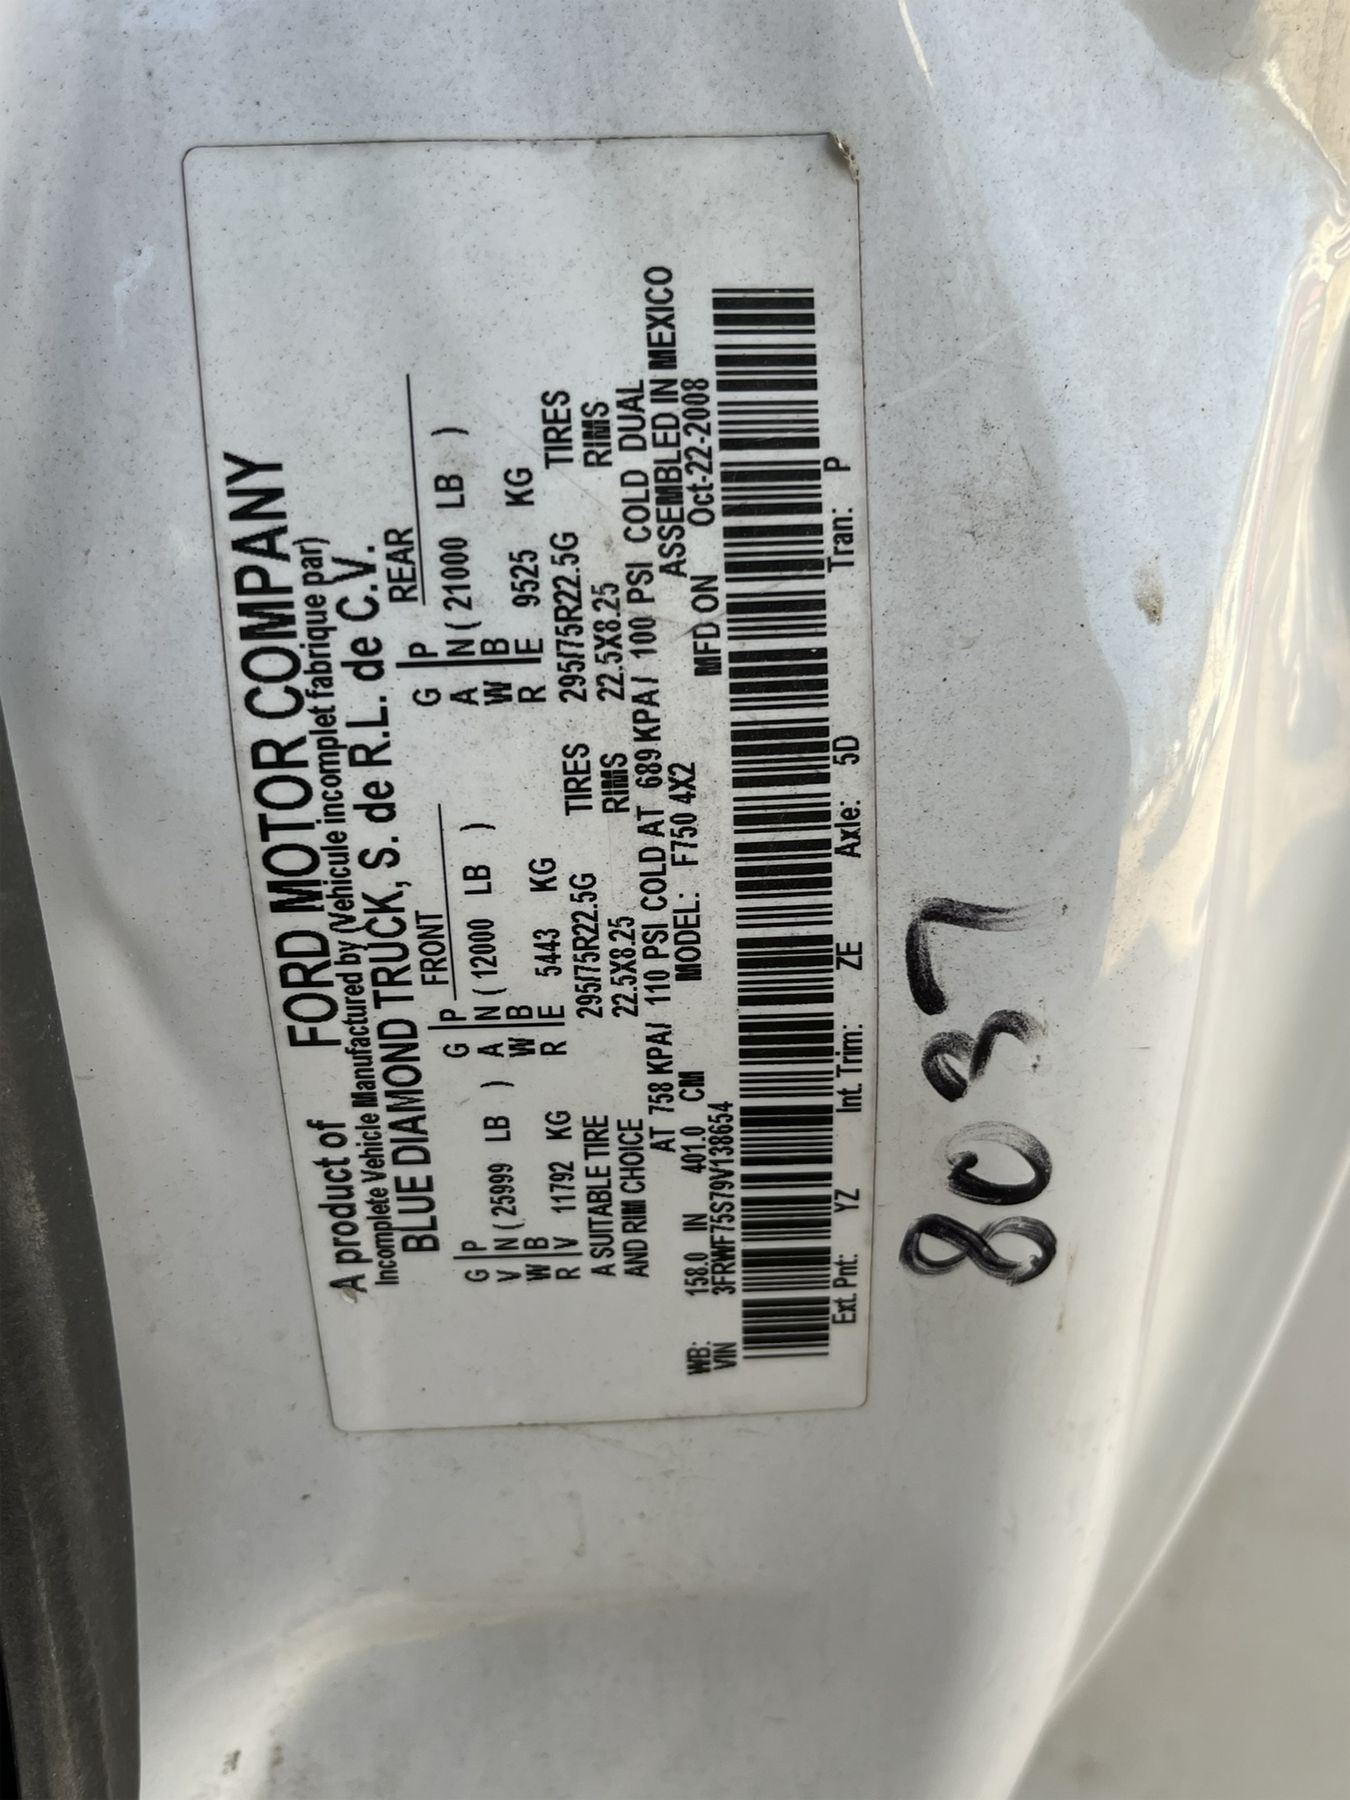 A product of FORD MOTOR COMPANY
Incomplete Vehicle Manufactured by (Vehicule incomplet fabrique par)
BLUE DIAMOND TRUCK, S. de R.L. de C.V.
FRONT REAR
G P G P G P
V N ( 25999 LB ) A N ( 12000 LB ) A N ( 21000 LB )
W B W B W B
R V 11792 KG R E 5443 KG R E 9525 KG
A SUITABLE TIRE 295/75R22.5G TIRES 295/75R22.5G TIRES
AND RIM CHOICE 22.5X8.25 RIMS 22.5X8.25 RIMS
AT 758 KPA/ 110 PSI COLD AT 689 KPA/ 100 PSI COLD DUAL
WB: 158.0 IN 401.0 CM MODEL: F750 4X2 ASSEMBLED IN MEXICO
VIN 3FRWF75S79V138654 MFD ON Oct-22-2008
Ext. Pnt: YZ Int. Trim: ZE Axle: 5D Tran: P
8037